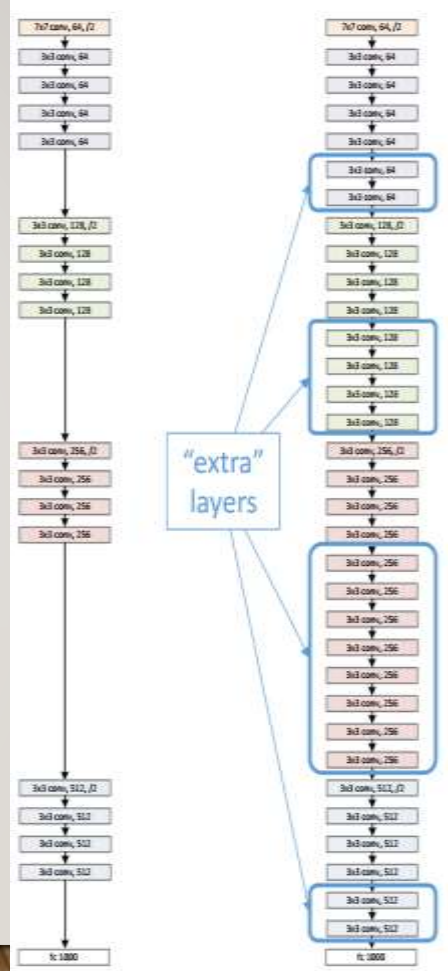 7x7 conv, 64, /2
3x3 conv, 64
3x3 conv, 64
3x3 conv, 64
3x3 conv, 64
3x3 conv, 128, /2
3x3 conv, 128
3x3 conv, 128
3x3 conv, 128
3x3 conv, 256, /2
3x3 conv, 256
3x3 conv, 256
3x3 conv, 256
3x3 conv, 512, /2
3x3 conv, 512
3x3 conv, 512
3x3 conv, 512
fc 1000
"extra"
layers
7x7 conv, 64, /2
3x3 conv, 64
3x3 conv, 64
3x3 conv, 64
3x3 conv, 64
3x3 conv, 64
3x3 conv, 64
3x3 conv, 128, /2
3x3 conv, 128
3x3 conv, 128
3x3 conv, 128
3x3 conv, 128
3x3 conv, 128
3x3 conv, 128
3x3 conv, 128
3x3 conv, 256, /2
3x3 conv, 256
3x3 conv, 256
3x3 conv, 256
3x3 conv, 256
3x3 conv, 256
3x3 conv, 256
3x3 conv, 256
3x3 conv, 256
3x3 conv, 256
3x3 conv, 256
3x3 conv, 256
3x3 conv, 512, /2
3x3 conv, 512
3x3 conv, 512
3x3 conv, 512
3x3 conv, 512
3x3 conv, 512
fc 1000